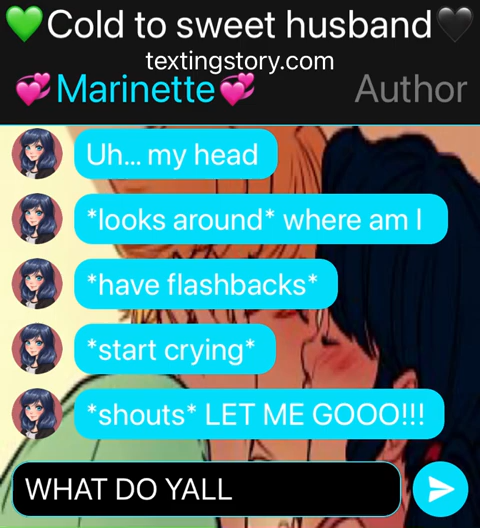 💚Cold to sweet husband🖤
textingstory.com
💞Marinette💞 Author
Uh... my head
*looks around* where am I
*have flashbacks*
*start crying*
*shouts* LET ME GOOO!!!
WHAT DO YALL